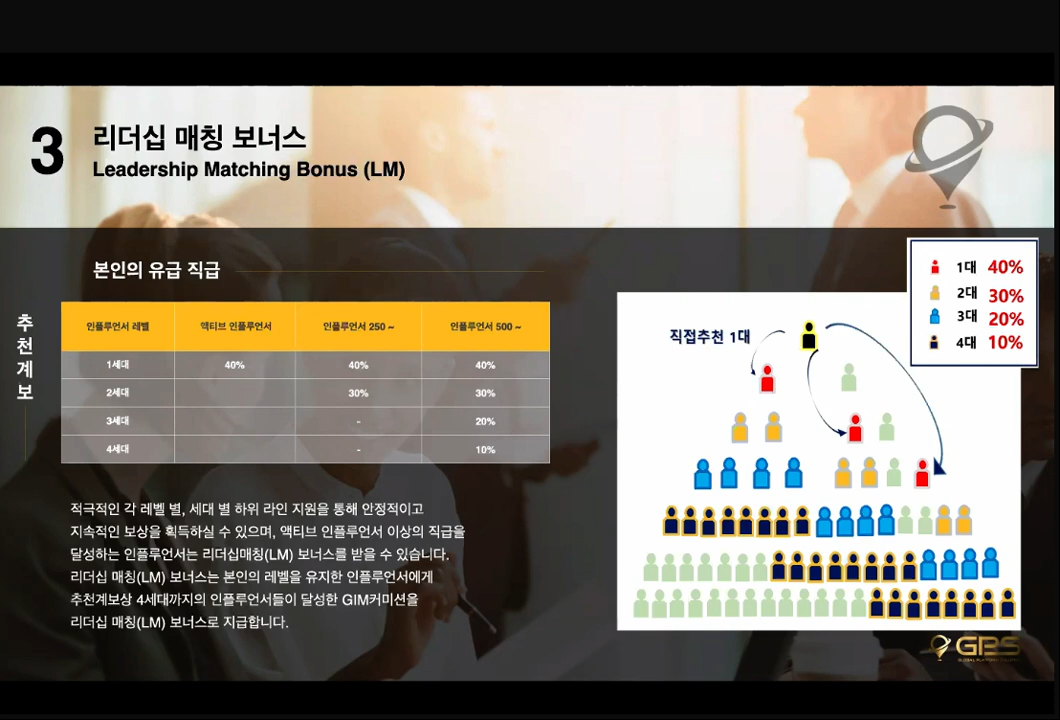 3
리더십 매칭 보너스
Leadership Matching Bonus (LM)
본인의 유급 직급
추천계보
인플루언서 레벨 액티브 인플루언서 인플루언서 250 ~ 인플루언서 500 ~
1세대 40% 40% 40%
2세대 30% 30%
3세대 - 20%
4세대 - 10%
적극적인 각 레벨 별, 세대 별 하위 라인 지원을 통해 안정적이고
지속적인 보상을 획득하실 수 있으며, 액티브 인플루언서 이상의 직급을
달성하는 인플루언서는 리더십매칭(LM) 보너스를 받을 수 있습니다.
리더십 매칭(LM) 보너스는 본인의 레벨을 유지한 인플루언서에게
추천계보상 4세대까지의 인플루언서들이 달성한 GIM커미션을
리더십 매칭(LM) 보너스로 지급합니다.
1대 40%
2대 30%
3대 20%
4대 10%
직접추천 1대
GBS